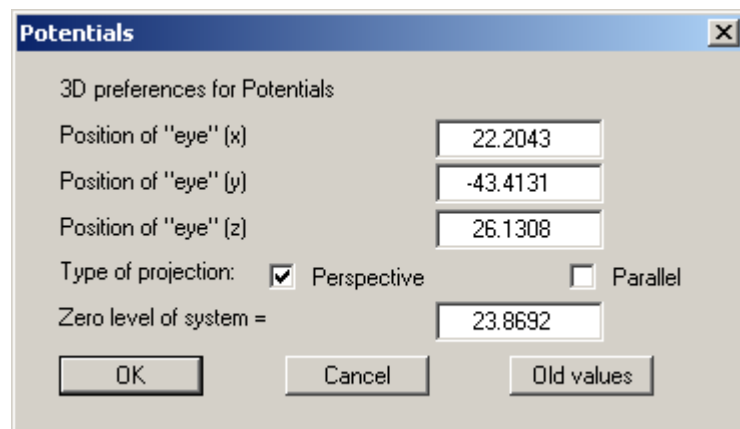 Potentials
3D preferences for Potentials
Position of "eye" (x) 22.2043
Position of "eye" (y) -43.4131
Position of "eye" (z) 26.1308
Type of projection: Perspective Parallel
Zero level of system = 23.8692
OK Cancel Old values